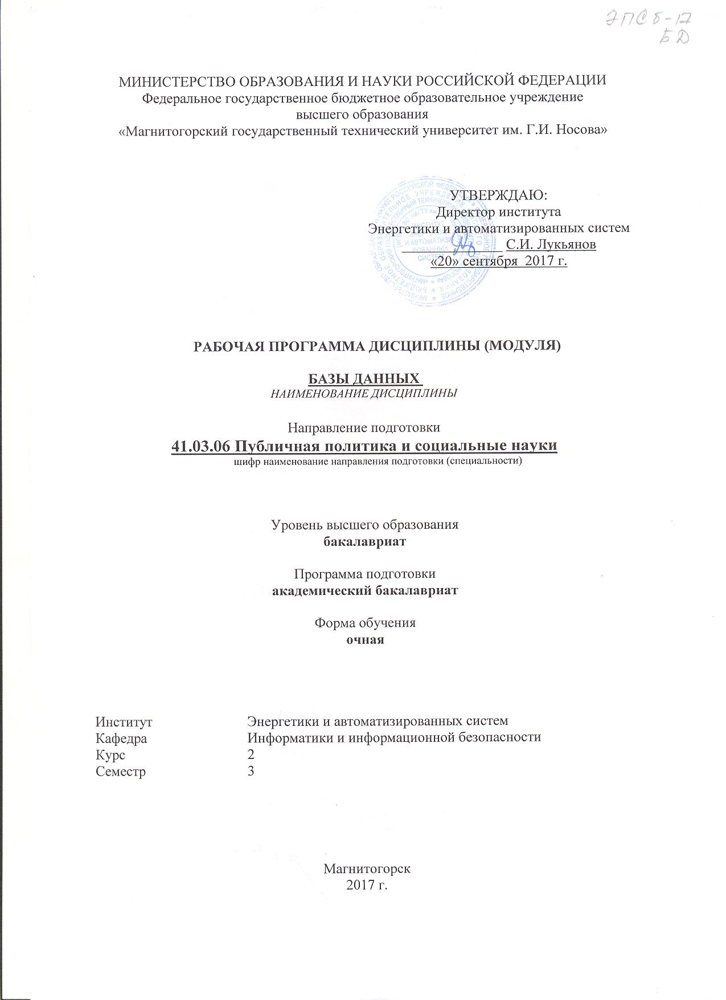 ЭПСб-17
БД
МИНИСТЕРСТВО ОБРАЗОВАНИЯ И НАУКИ РОССИЙСКОЙ ФЕДЕРАЦИИ
Федеральное государственное бюджетное образовательное учреждение
высшего образования
«Магнитогорский государственный технический университет им. Г.И. Носова»
УТВЕРЖДАЮ:
Директор института
Энергетики и автоматизированных систем
С.И. Лукьянов
«20» сентября 2017 г.
РАБОЧАЯ ПРОГРАММА ДИСЦИПЛИНЫ (МОДУЛЯ)
БАЗЫ ДАННЫХ
НАИМЕНОВАНИЕ ДИСЦИПЛИНЫ
Направление подготовки
41.03.06 Публичная политика и социальные науки
шифр наименование направления подготовки (специальности)
Уровень высшего образования
бакалавриат
Программа подготовки
академический бакалавриат
Форма обучения
очная
Институт Энергетики и автоматизированных систем
Кафедра Информатики и информационной безопасности
Курс 2
Семестр 3
Магнитогорск
2017 г.